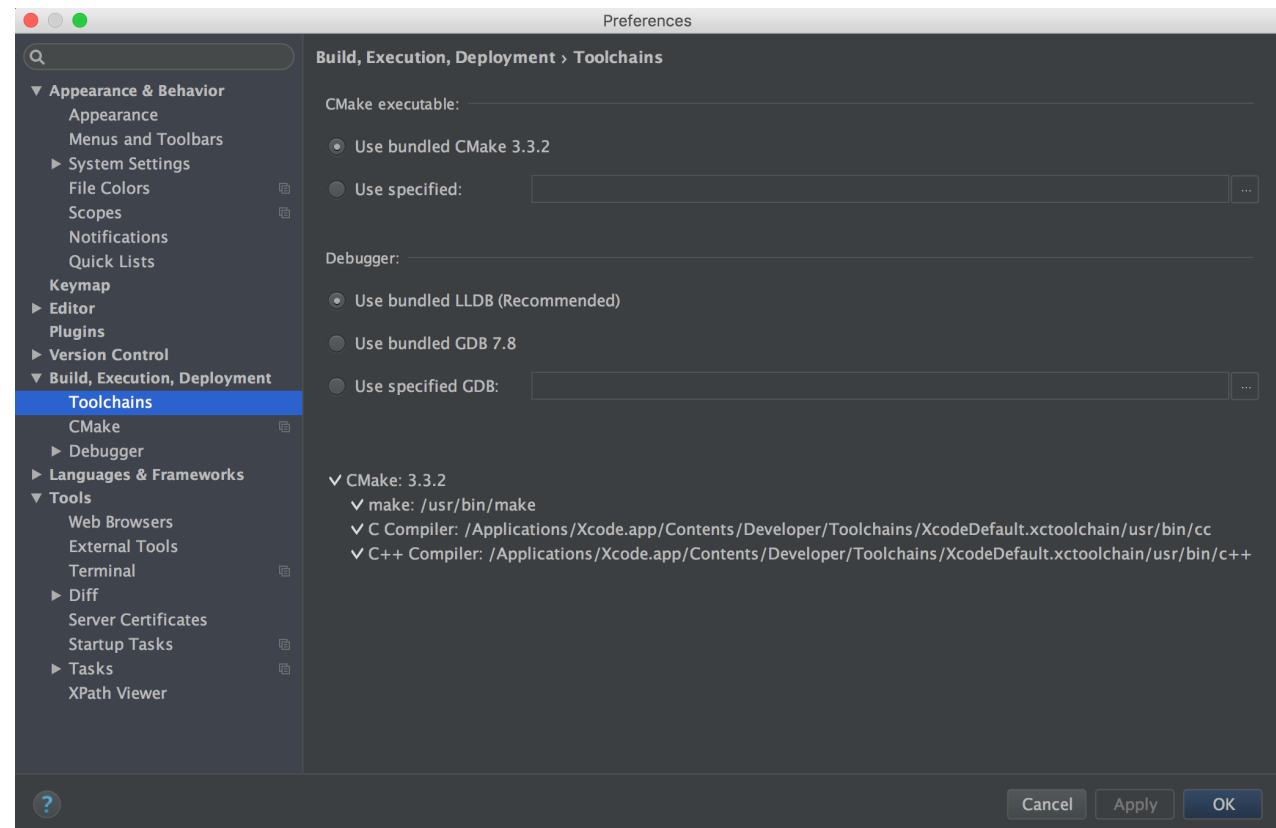 Preferences
Appearance & Behavior
Appearance
Menus and Toolbars
System Settings
File Colors
Scopes
Notifications
Quick Lists
Keymap
Editor
Plugins
Version Control
Build, Execution, Deployment
Toolchains
CMake
Debugger
Languages & Frameworks
Tools
Web Browsers
External Tools
Terminal
Diff
Server Certificates
Startup Tasks
Tasks
XPath Viewer
?
Build, Execution, Deployment › Toolchains
CMake executable:
Use bundled CMake 3.3.2
Use specified:
...
Debugger:
Use bundled LLDB (Recommended)
Use bundled GDB 7.8
Use specified GDB:
...
CMake: 3.3.2
make: /usr/bin/make
C Compiler: /Applications/Xcode.app/Contents/Developer/Toolchains/XcodeDefault.xctoolchain/usr/bin/cc
C++ Compiler: /Applications/Xcode.app/Contents/Developer/Toolchains/XcodeDefault.xctoolchain/usr/bin/c++
Cancel
Apply
OK